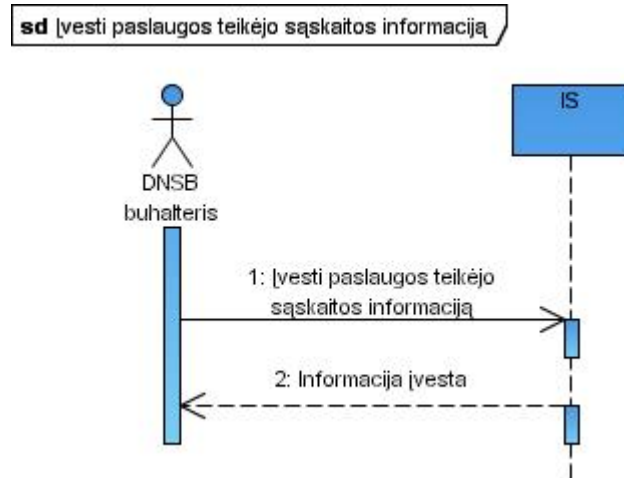 sd Įvesti paslaugos teikėjo sąskaitos informaciją
IS
DNSB
buhalteris
1: Įvesti paslaugos teikėjo
sąskaitos informaciją
2: Informacija įvesta